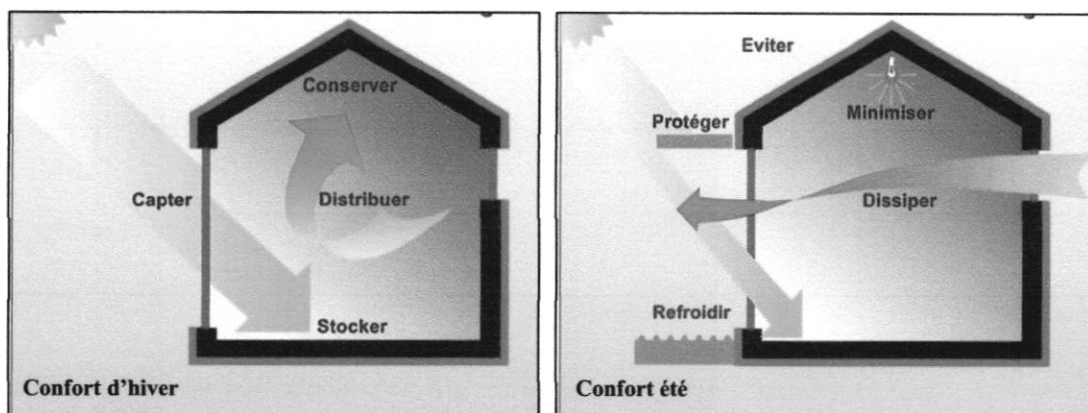 Conserver
Capter
Distribuer
Stocker
Confort d'hiver
Eviter
Protéger
Minimiser
Dissiper
Refroidir
Confort été